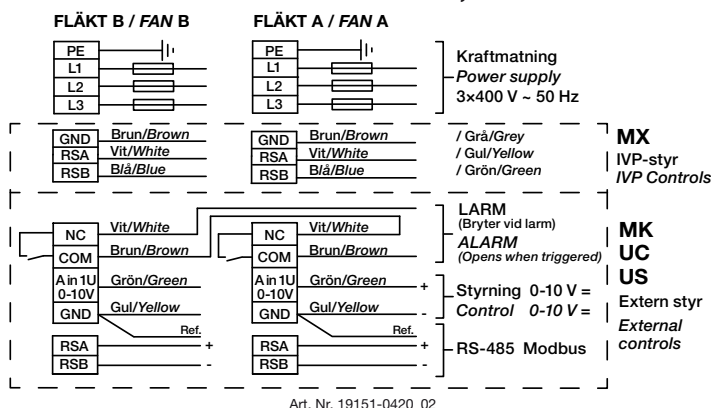 FLÄKT B / FAN B
FLÄKT A / FAN A
PE
L1
L2
L3
PE
L1
L2
L3
Kraftmatning
Power supply
3×400 V ~ 50 Hz
GND Brun/Brown
RSA Vit/White
RSB Blå/Blue
GND Brun/Brown / Grå/Grey
RSA Vit/White / Gul/Yellow
RSB Blå/Blue / Grön/Green
MX
IVP-styr
IVP Controls
NC Vit/White
COM Brun/Brown
A in 1U
0-10V
Grön/Green
GND Gul/Yellow
Ref.
RSA +
RSB -
NC Vit/White
COM Brun/Brown
A in 1U
0-10V
Grön/Green +
GND Gul/Yellow -
Ref.
RSA +
RSB -
LARM
(Bryter vid larm)
ALARM
(Opens when triggered)
Styrning 0-10 V =
Control 0-10 V =
RS-485 Modbus
MK
UC
US
Extern styr
External
controls
Art. Nr. 19151-0420_02